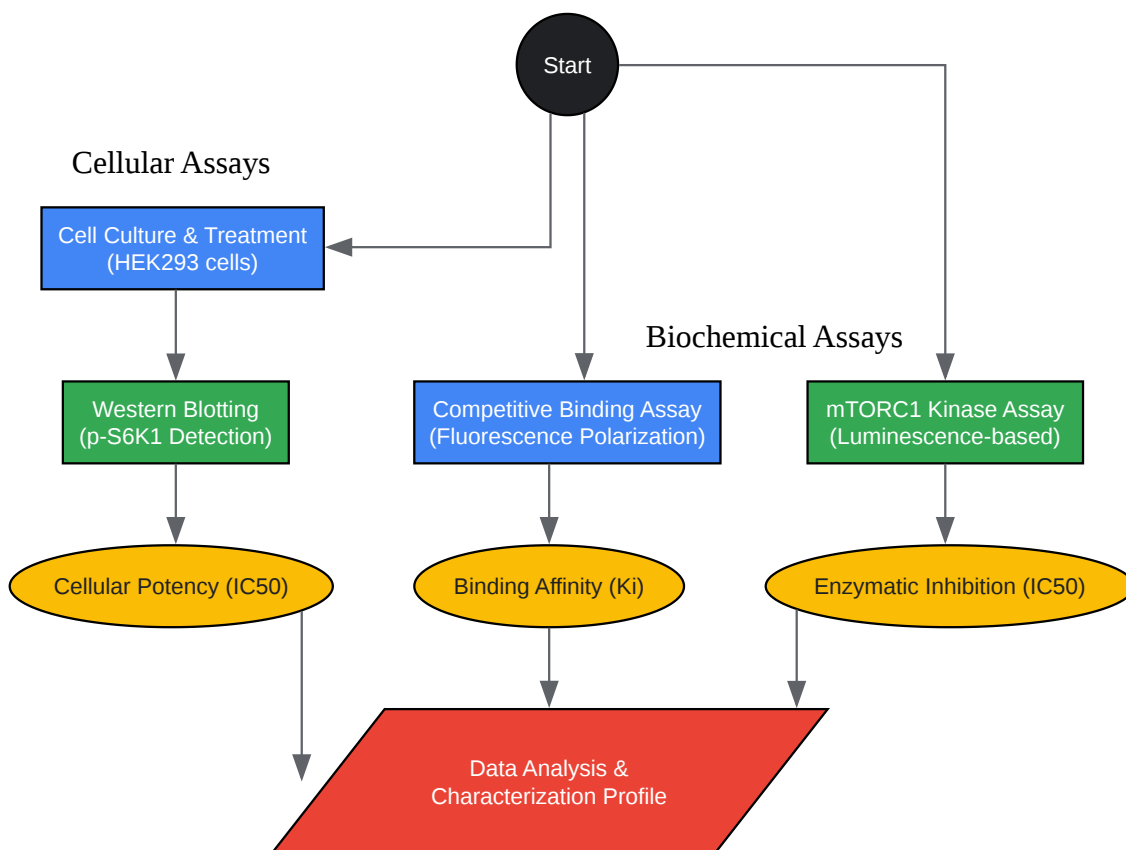 Start
Cellular Assays
Cell Culture & Treatment
(HEK293 cells)
Biochemical Assays
Western Blotting
(p-S6K1 Detection)
Competitive Binding Assay
(Fluorescence Polarization)
mTORC1 Kinase Assay
(Luminescence-based)
Cellular Potency (IC50)
Binding Affinity (Ki)
Enzymatic Inhibition (IC50)
Data Analysis &
Characterization Profile